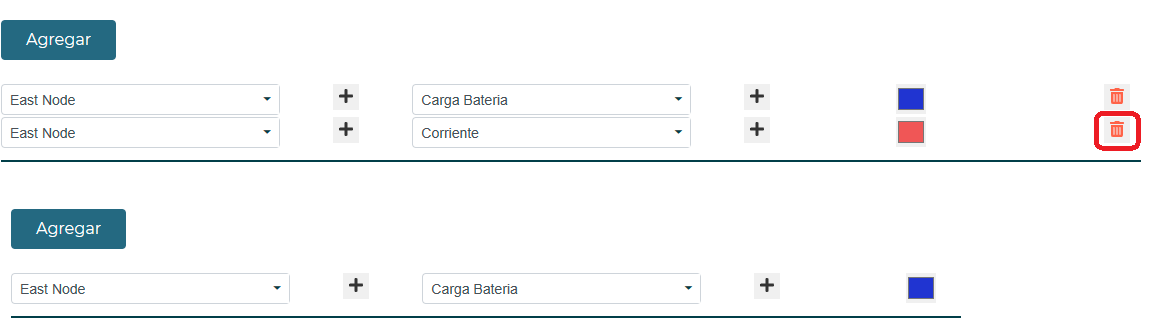 Agregar
East Node Carga Bateria
East Node Corriente
Agregar
East Node Carga Bateria